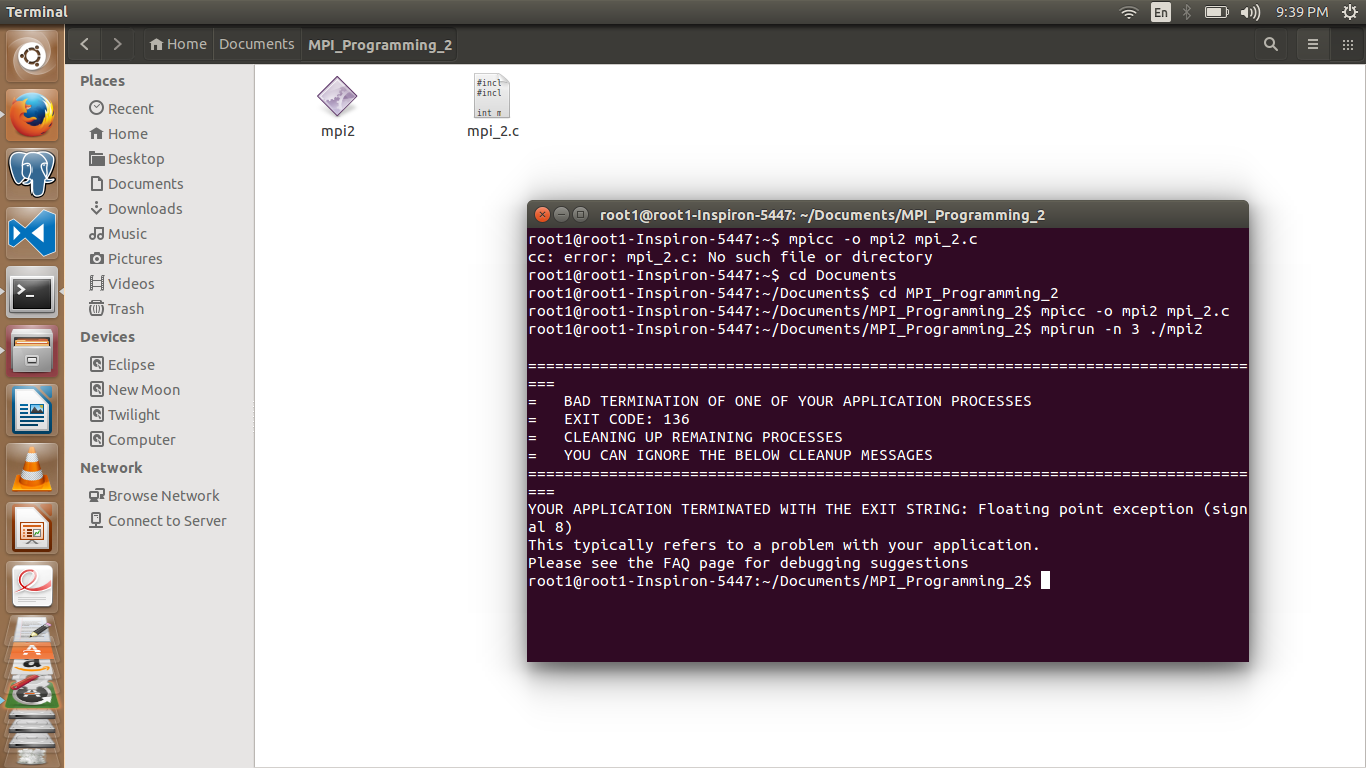 Terminal
En
9:39 PM
Home
Documents
MPI_Programming_2
Places
Recent
Home
Desktop
Documents
Downloads
Music
Pictures
Videos
Trash
Devices
Eclipse
New Moon
Twilight
Computer
Network
Browse Network
Connect to Server
#incl
#incl
int m
mpi2
mpi_2.c
root1@root1-Inspiron-5447: ~/Documents/MPI_Programming_2
root1@root1-Inspiron-5447:~$ mpicc -o mpi2 mpi_2.c
cc: error: mpi_2.c: No such file or directory
root1@root1-Inspiron-5447:~$ cd Documents
root1@root1-Inspiron-5447:~/Documents$ cd MPI_Programming_2
root1@root1-Inspiron-5447:~/Documents/MPI_Programming_2$ mpicc -o mpi2 mpi_2.c
root1@root1-Inspiron-5447:~/Documents/MPI_Programming_2$ mpirun -n 3 ./mpi2
================================================================================
===
=   BAD TERMINATION OF ONE OF YOUR APPLICATION PROCESSES
=   EXIT CODE: 136
=   CLEANING UP REMAINING PROCESSES
=   YOU CAN IGNORE THE BELOW CLEANUP MESSAGES
================================================================================
===
YOUR APPLICATION TERMINATED WITH THE EXIT STRING: Floating point exception (sign
al 8)
This typically refers to a problem with your application.
Please see the FAQ page for debugging suggestions
root1@root1-Inspiron-5447:~/Documents/MPI_Programming_2$